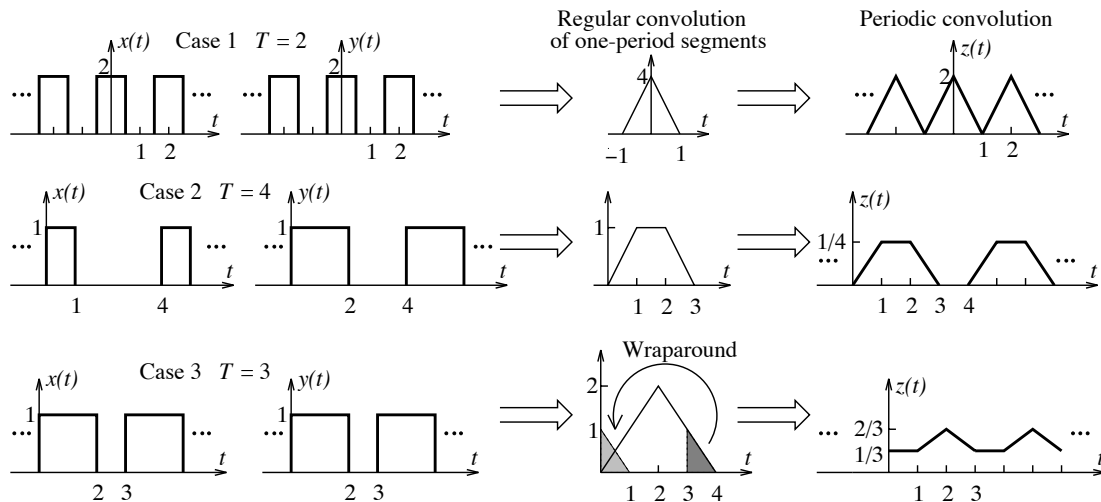 Regular convolution
of one-period segments
Periodic convolution
Case 1 T = 2
x(t)
2
... ...
t
1 2
y(t)
2
...
t
1 2
4
t
−1 1
z(t)
2
... ...
t
1 2
Case 2 T = 4
x(t)
1
... ...
t
1 4
y(t)
1
...
t
2 4
1
t
1 2 3
z(t)
1/4
... ...
t
1 2 3 4
Case 3 T = 3
x(t)
1
... ...
t
2 3
y(t)
1
... ...
t
2 3
Wraparound
2
1
t
1 2 3 4
z(t)
2/3
1/3
... ...
t
1 2 3